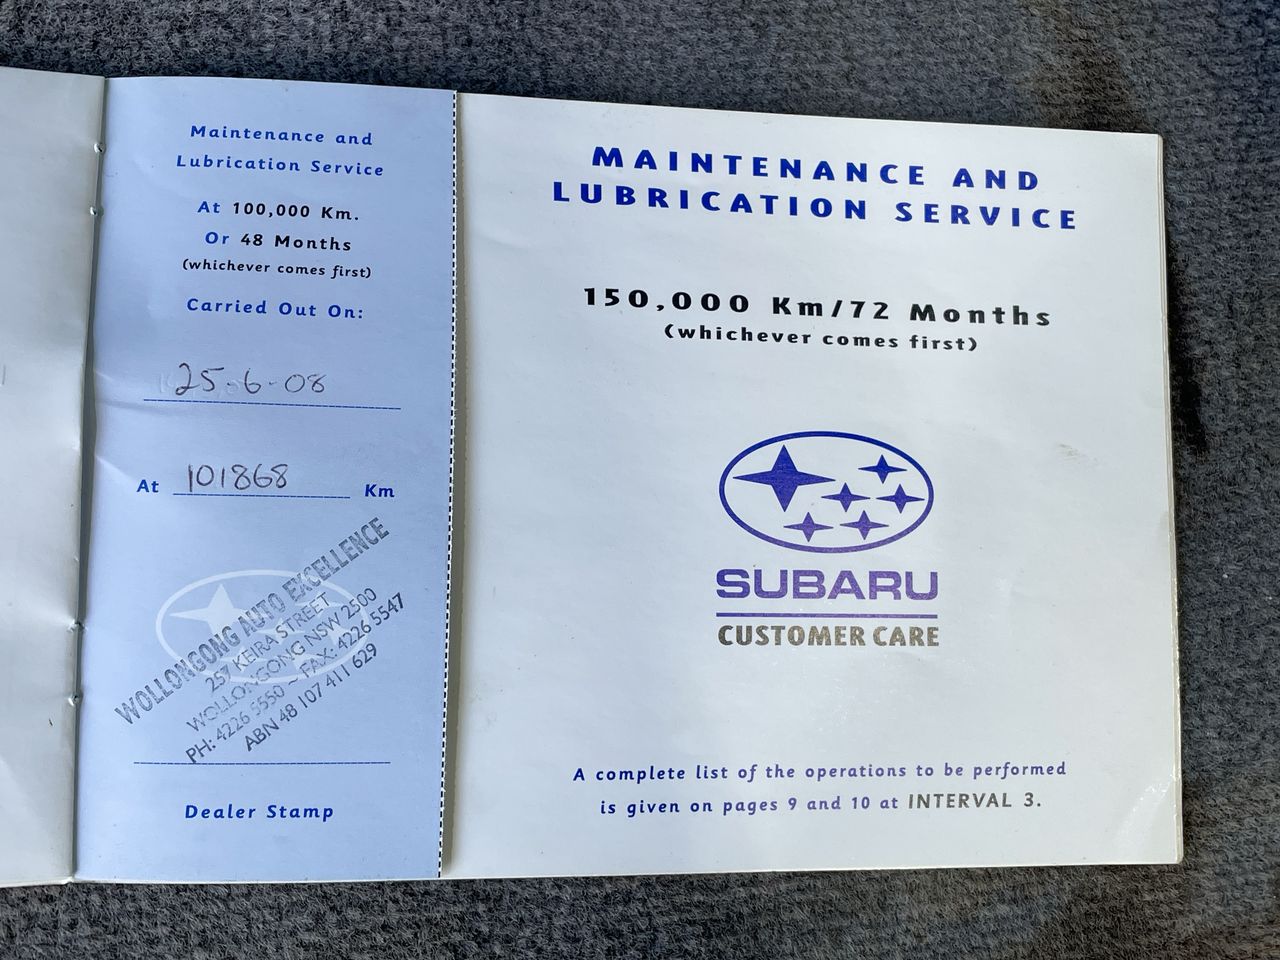 Maintenance and
Lubrication Service
At 100,000 Km.
Or 48 Months
(whichever comes first)
Carried Out On:
25-6-08
At 101868 Km
WOLLONGONG AUTO EXCELLENCE
257 KEIRA STREET
WOLLONGONG NSW 2500
PH: 4226 5550 ~ FAX: 4226 5547
ABN 48 107 411 629
Dealer Stamp
MAINTENANCE AND
LUBRICATION SERVICE
150,000 Km/72 Months
(whichever comes first)
SUBARU
CUSTOMER CARE
A complete list of the operations to be performed
is given on pages 9 and 10 at INTERVAL 3.